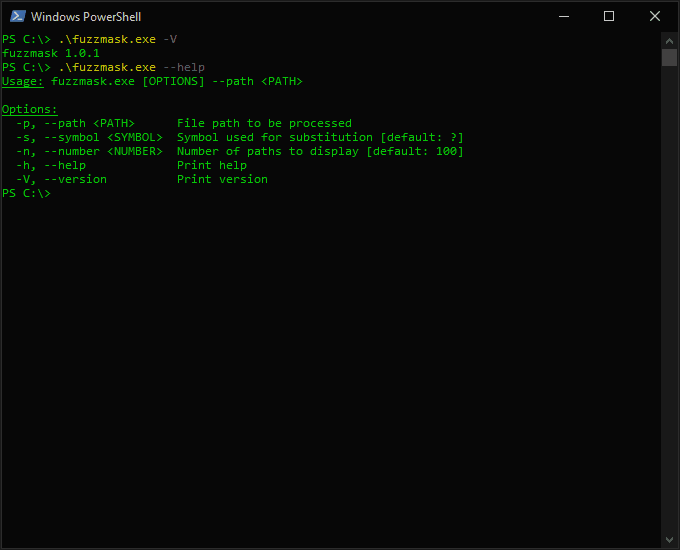 Windows PowerShell
PS C:\> .\fuzzmask.exe -V
fuzzmask 1.0.1
PS C:\> .\fuzzmask.exe --help
Usage: fuzzmask.exe [OPTIONS] --path <PATH>

Options:
  -p, --path <PATH>      File path to be processed
  -s, --symbol <SYMBOL>  Symbol used for substitution [default: ?]
  -n, --number <NUMBER>  Number of paths to display [default: 100]
  -h, --help             Print help
  -V, --version          Print version
PS C:\>